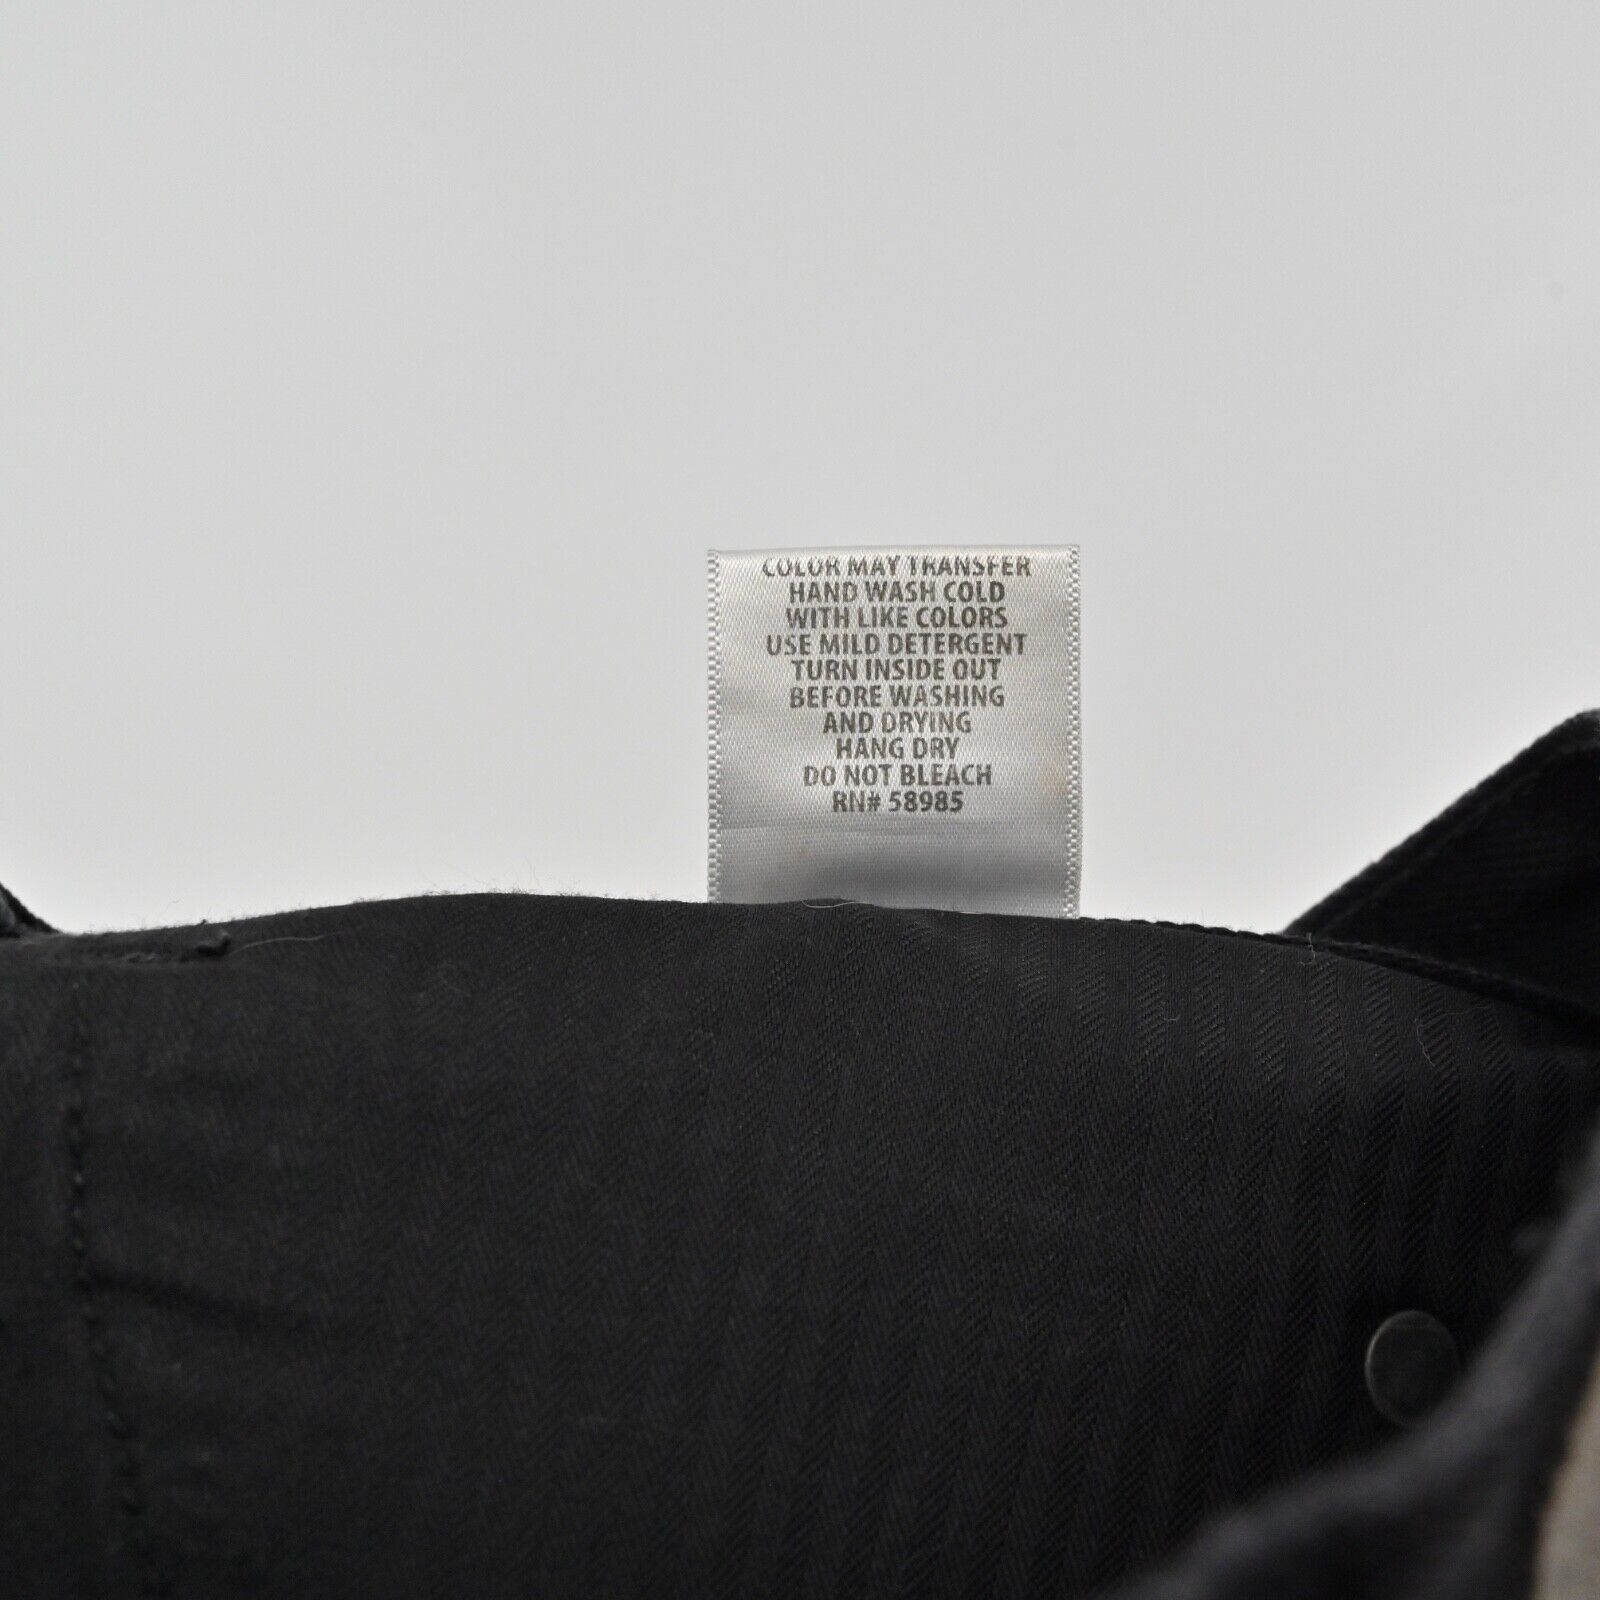 COLOR MAY TRANSFER
HAND WASH COLD
WITH LIKE COLORS
USE MILD DETERGENT
TURN INSIDE OUT
BEFORE WASHING
AND DRYING
HANG DRY
DO NOT BLEACH
RN# 58985